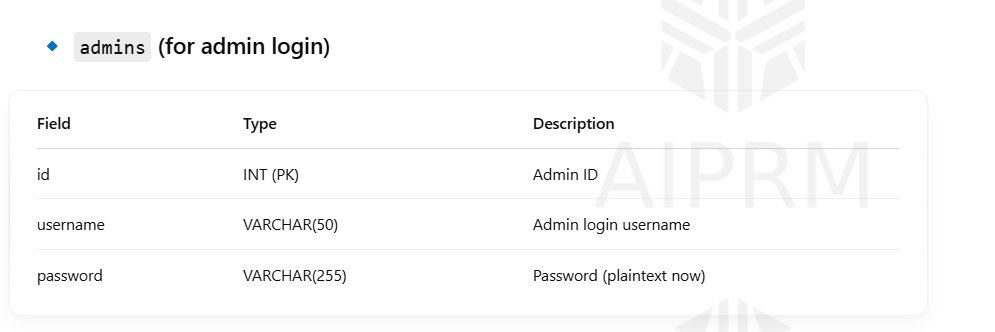 admins (for admin login)
Field Type Description
id INT (PK) Admin ID
username VARCHAR(50) Admin login username
password VARCHAR(255) Password (plaintext now)
AIPRM